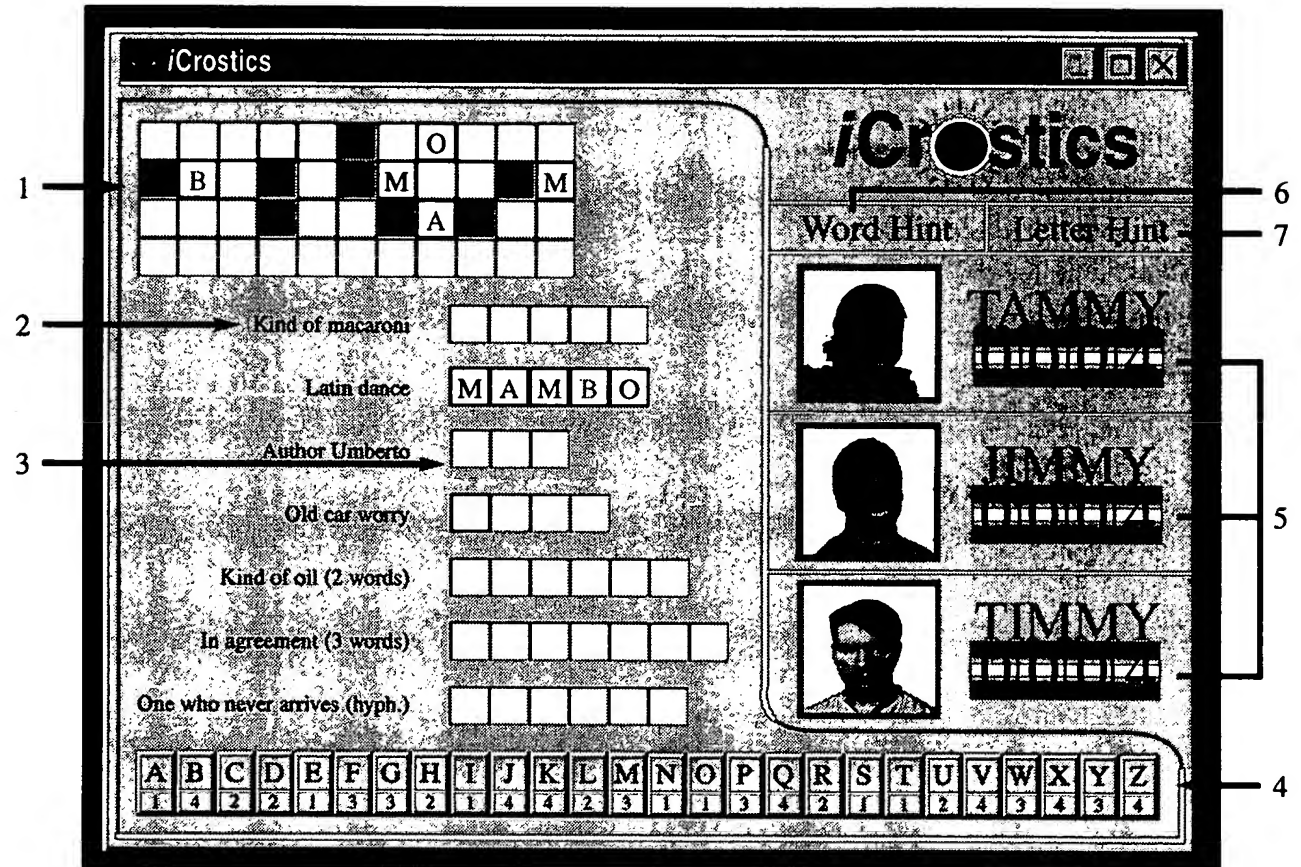 iCrostics
iCrostics
O
1
B M M
6
Word Hint Letter Hint
7
A
2
Kind of macaroni
TAMMY
Latin dance MAMBO
3
Author Umberto
JIMMY
Old car worry
5
Kind of oil (2 words)
In agreement (3 words)
TIMMY
One who never arrives (hyph.)
A B C D E F G H I J K L M N O P Q R S T U V W X Y Z
1 4 2 2 1 3 3 2 1 4 4 2 3 1 1 3 4 2 1 1 2 4 3 4 3 4
4